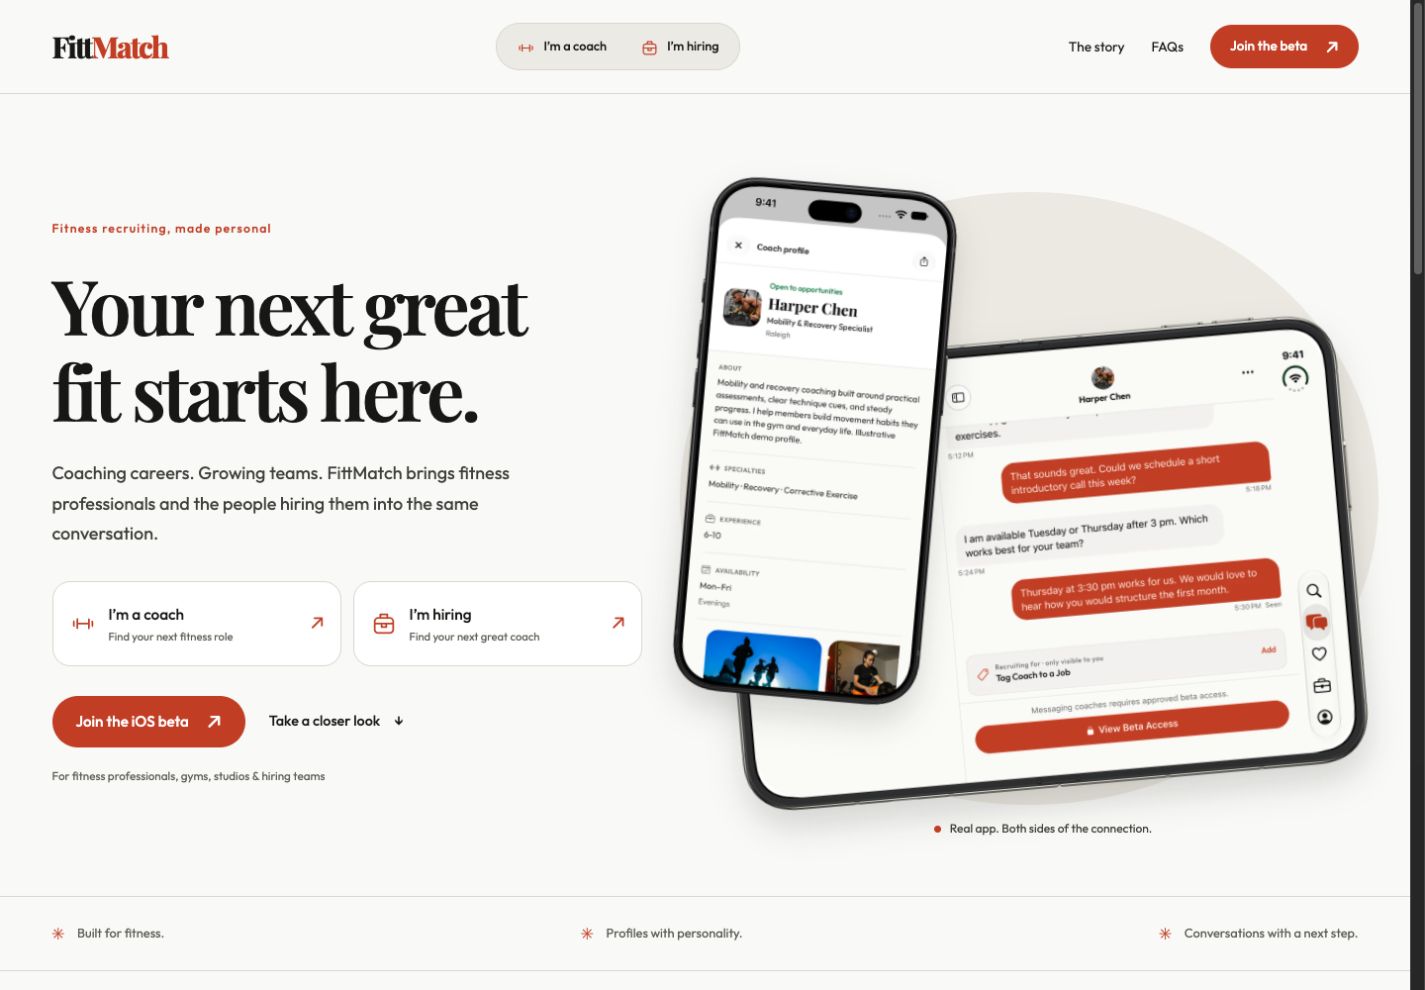 FittMatch
I'm a coach
I'm hiring
The story
FAQs
Join the beta
Fitness recruiting, made personal
Your next great
fit starts here.
Coaching careers. Growing teams. FittMatch brings fitness
professionals and the people hiring them into the same
conversation.
I'm a coach
Find your next fitness role
I'm hiring
Find your next great coach
Join the iOS beta
Take a closer look
For fitness professionals, gyms, studios & hiring teams
9:41
Coach profile
Open to opportunities
Harper Chen
Mobility & Recovery Specialist
Raleigh
ABOUT
Mobility and recovery coaching built around practical
assessments, clear technique cues, and steady
progress. I help members build movement habits they
can use in the gym and everyday life. Illustrative
FittMatch demo profile.
SPECIALTIES
Mobility · Recovery · Corrective Exercise
EXPERIENCE
6-10
AVAILABILITY
Mon-Fri
Evenings
9:41
Harper Chen
exercises.
5:12 PM
That sounds great. Could we schedule a short
introductory call this week?
5:18 PM
I am available Tuesday or Thursday after 3 pm. Which
works best for your team?
5:24 PM
Thursday at 3:30 pm works for us. We would love to
hear how you would structure the first month.
5:30 PM Seen
Recruiting for · only visible to you
Tag Coach to a Job
Add
Messaging coaches requires approved beta access.
View Beta Access
Real app. Both sides of the connection.
Built for fitness.
Profiles with personality.
Conversations with a next step.